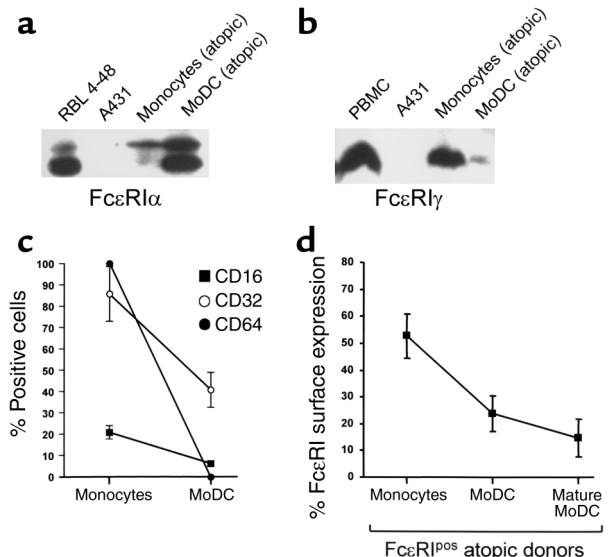 a
RBL 4-48
A431
Monocytes (atopic)
MoDC (atopic)
FcεRIα
b
PBMC
A431
Monocytes (atopic)
MoDC (atopic)
FcεRIγ
c
% Positive cells
100
90
80
70
60
50
40
30
20
10
0
CD16
CD32
CD64
Monocytes
MoDC
d
% FcεRI surface expression
80
70
60
50
40
30
20
10
Monocytes
MoDC
Mature
MoDC
FcεRIpos atopic donors